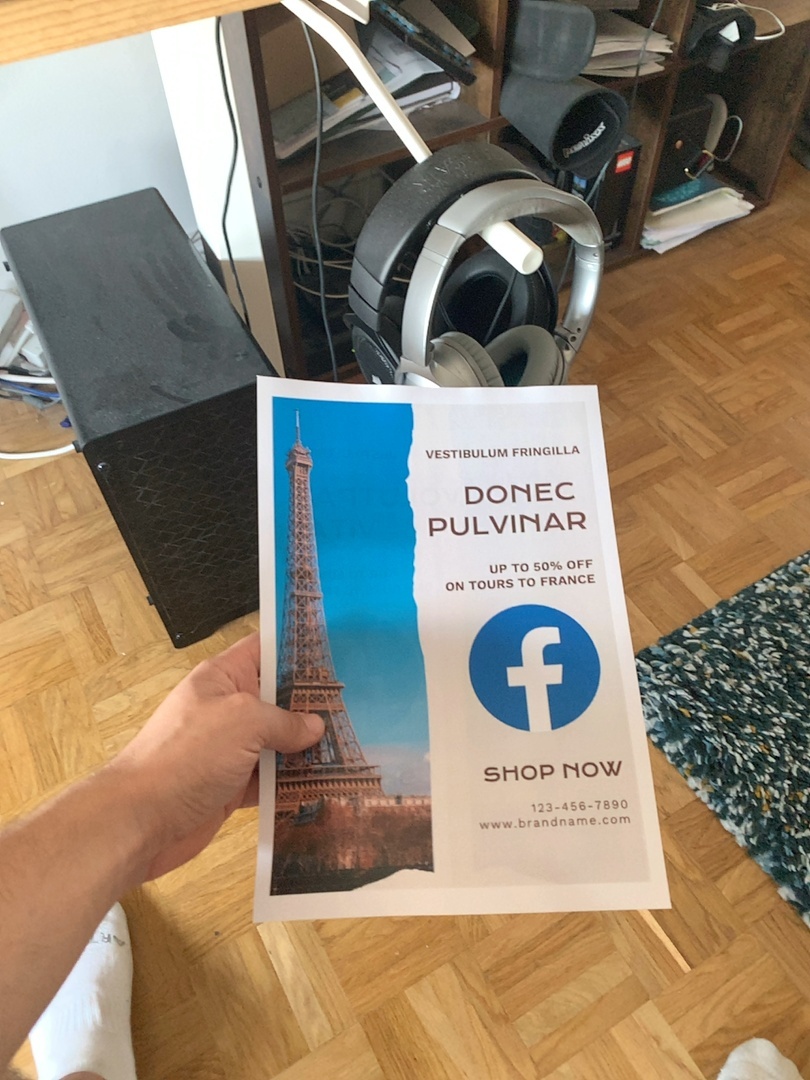 LEGO
VESTIBULUM FRINGILLA
DONEC
PULVINAR
UP TO 50% OFF
ON TOURS TO FRANCE
SHOP NOW
123-456-7890
www.brandname.com